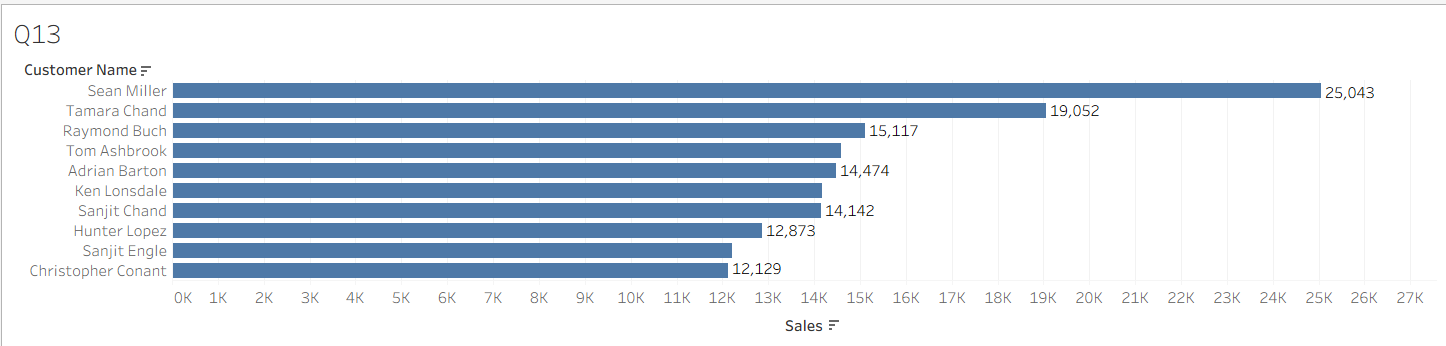 Q13
Customer Name
Sean Miller 25,043
Tamara Chand 19,052
Raymond Buch 15,117
Tom Ashbrook
Adrian Barton 14,474
Ken Lonsdale
Sanjit Chand 14,142
Hunter Lopez 12,873
Sanjit Engle
Christopher Conant 12,129
0K 1K 2K 3K 4K 5K 6K 7K 8K 9K 10K 11K 12K 13K 14K 15K 16K 17K 18K 19K 20K 21K 22K 23K 24K 25K 26K 27K
Sales